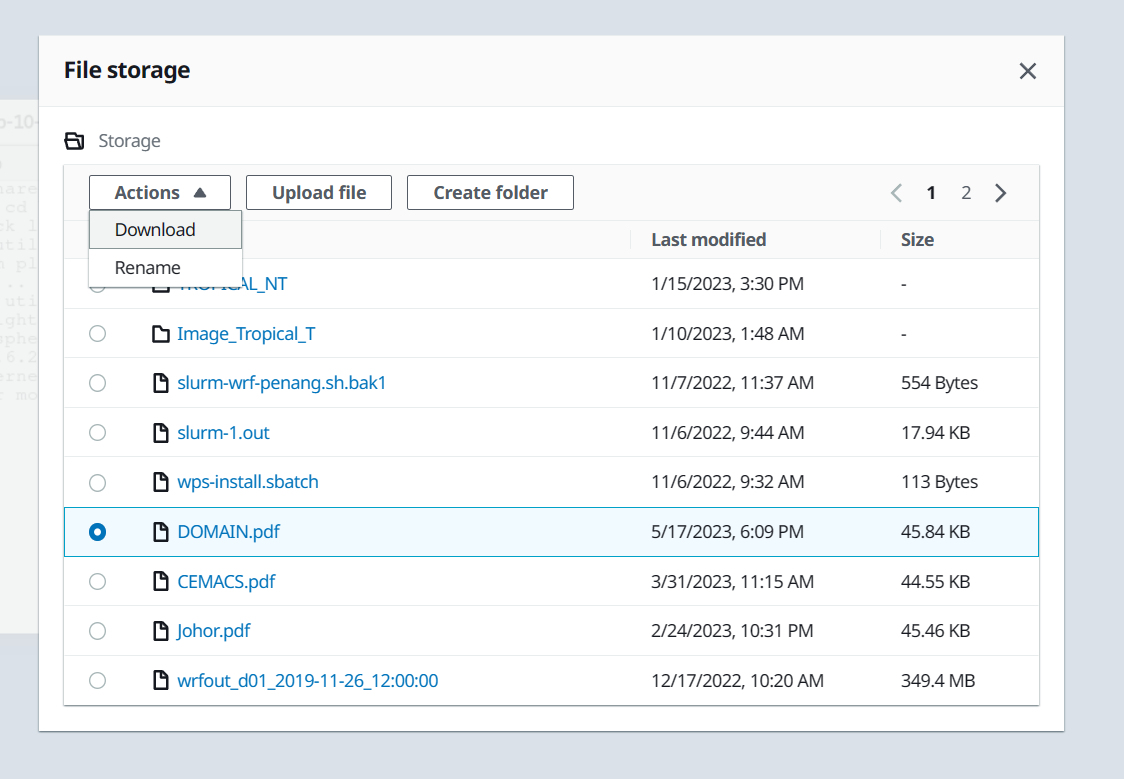 File storage
Storage
Actions Upload file Create folder 1 2
Download
Last modified Size
Rename
TROPICAL_NT 1/15/2023, 3:30 PM -
Image_Tropical_T 1/10/2023, 1:48 AM -
slurm-wrf-penang.sh.bak1 11/7/2022, 11:37 AM 554 Bytes
slurm-1.out 11/6/2022, 9:44 AM 17.94 KB
wps-install.sbatch 11/6/2022, 9:32 AM 113 Bytes
DOMAIN.pdf 5/17/2023, 6:09 PM 45.84 KB
CEMACS.pdf 3/31/2023, 11:15 AM 44.55 KB
Johor.pdf 2/24/2023, 10:31 PM 45.46 KB
wrfout_d01_2019-11-26_12:00:00 12/17/2022, 10:20 AM 349.4 MB